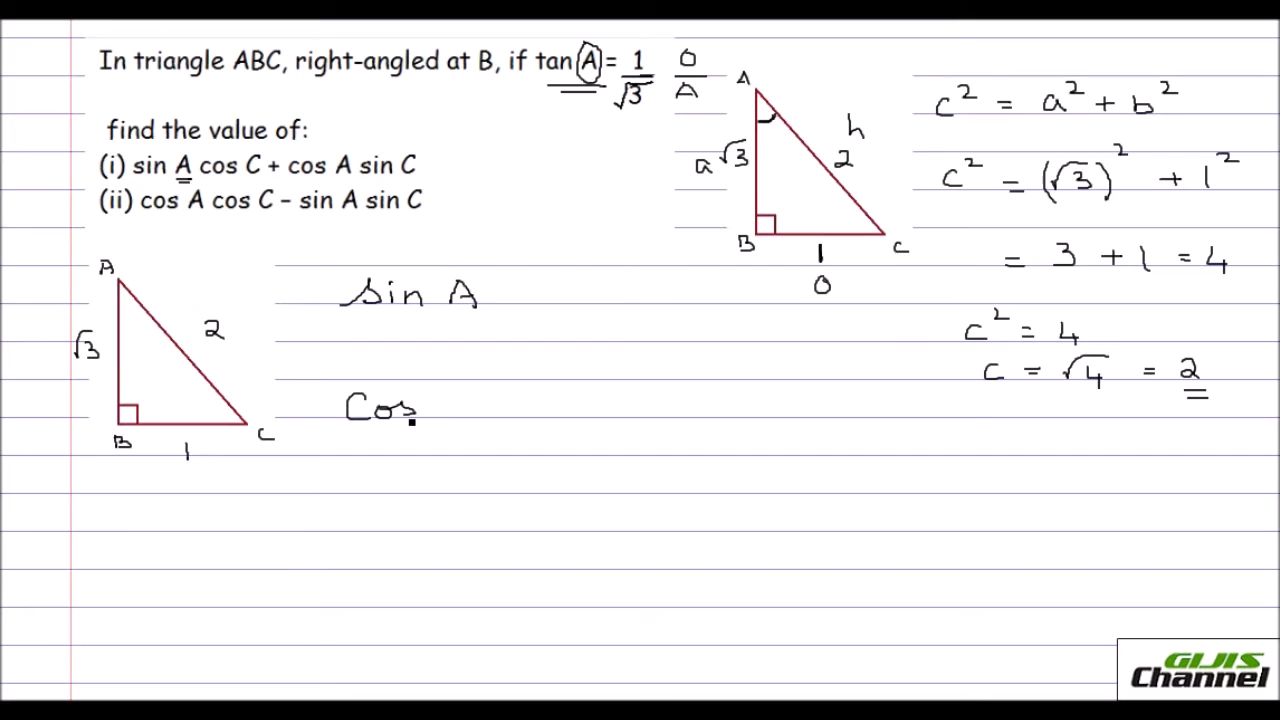 In triangle ABC, right-angled at B, if tan A = 1/√3 O/A
find the value of:
(i) sin A cos C + cos A sin C
(ii) cos A cos C – sin A sin C
A
h
a √3
2
B
C
1
O
c² = a² + b²
c² = (√3)² + 1²
= 3 + 1 = 4
c² = 4
c = √4 = 2
A
√3
2
B
C
1
sin A
Cos
GIJIS
Channel